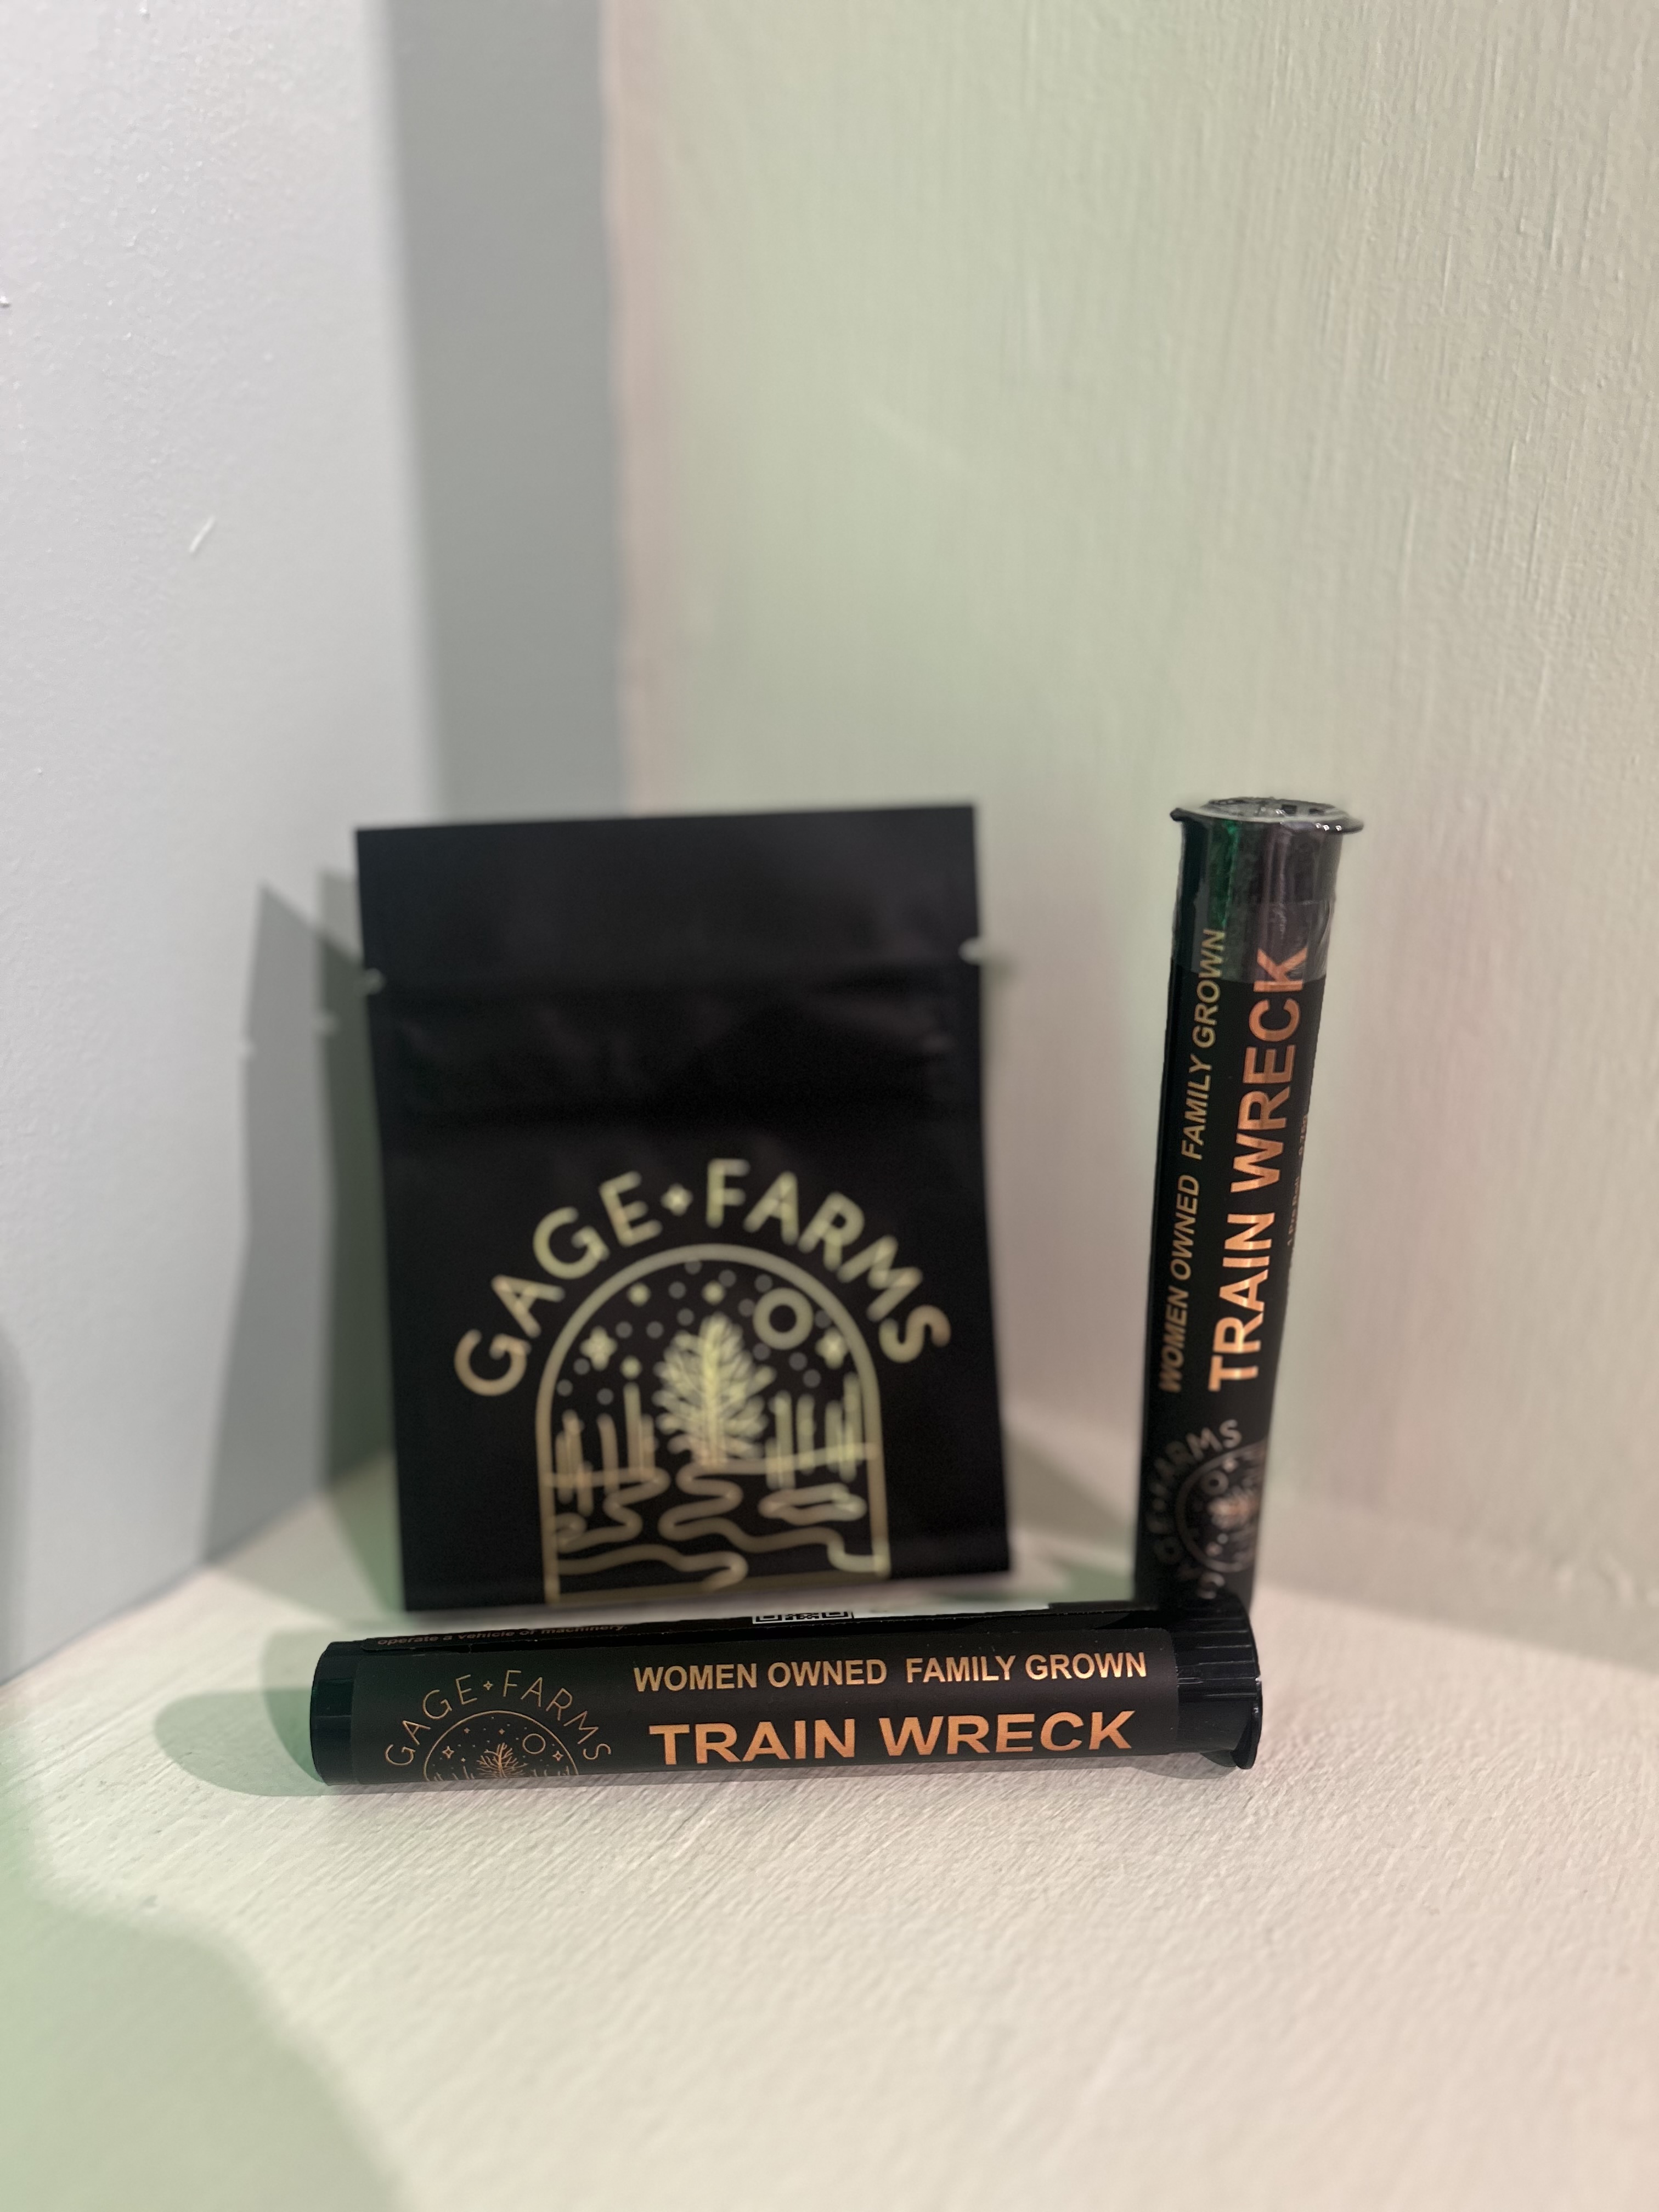 GAGE FARMS
WOMEN OWNED FAMILY GROWN
TRAIN WRECK
operate a vehicle or machinery.
GAGE FARMS
WOMEN OWNED FAMILY GROWN
TRAIN WRECK